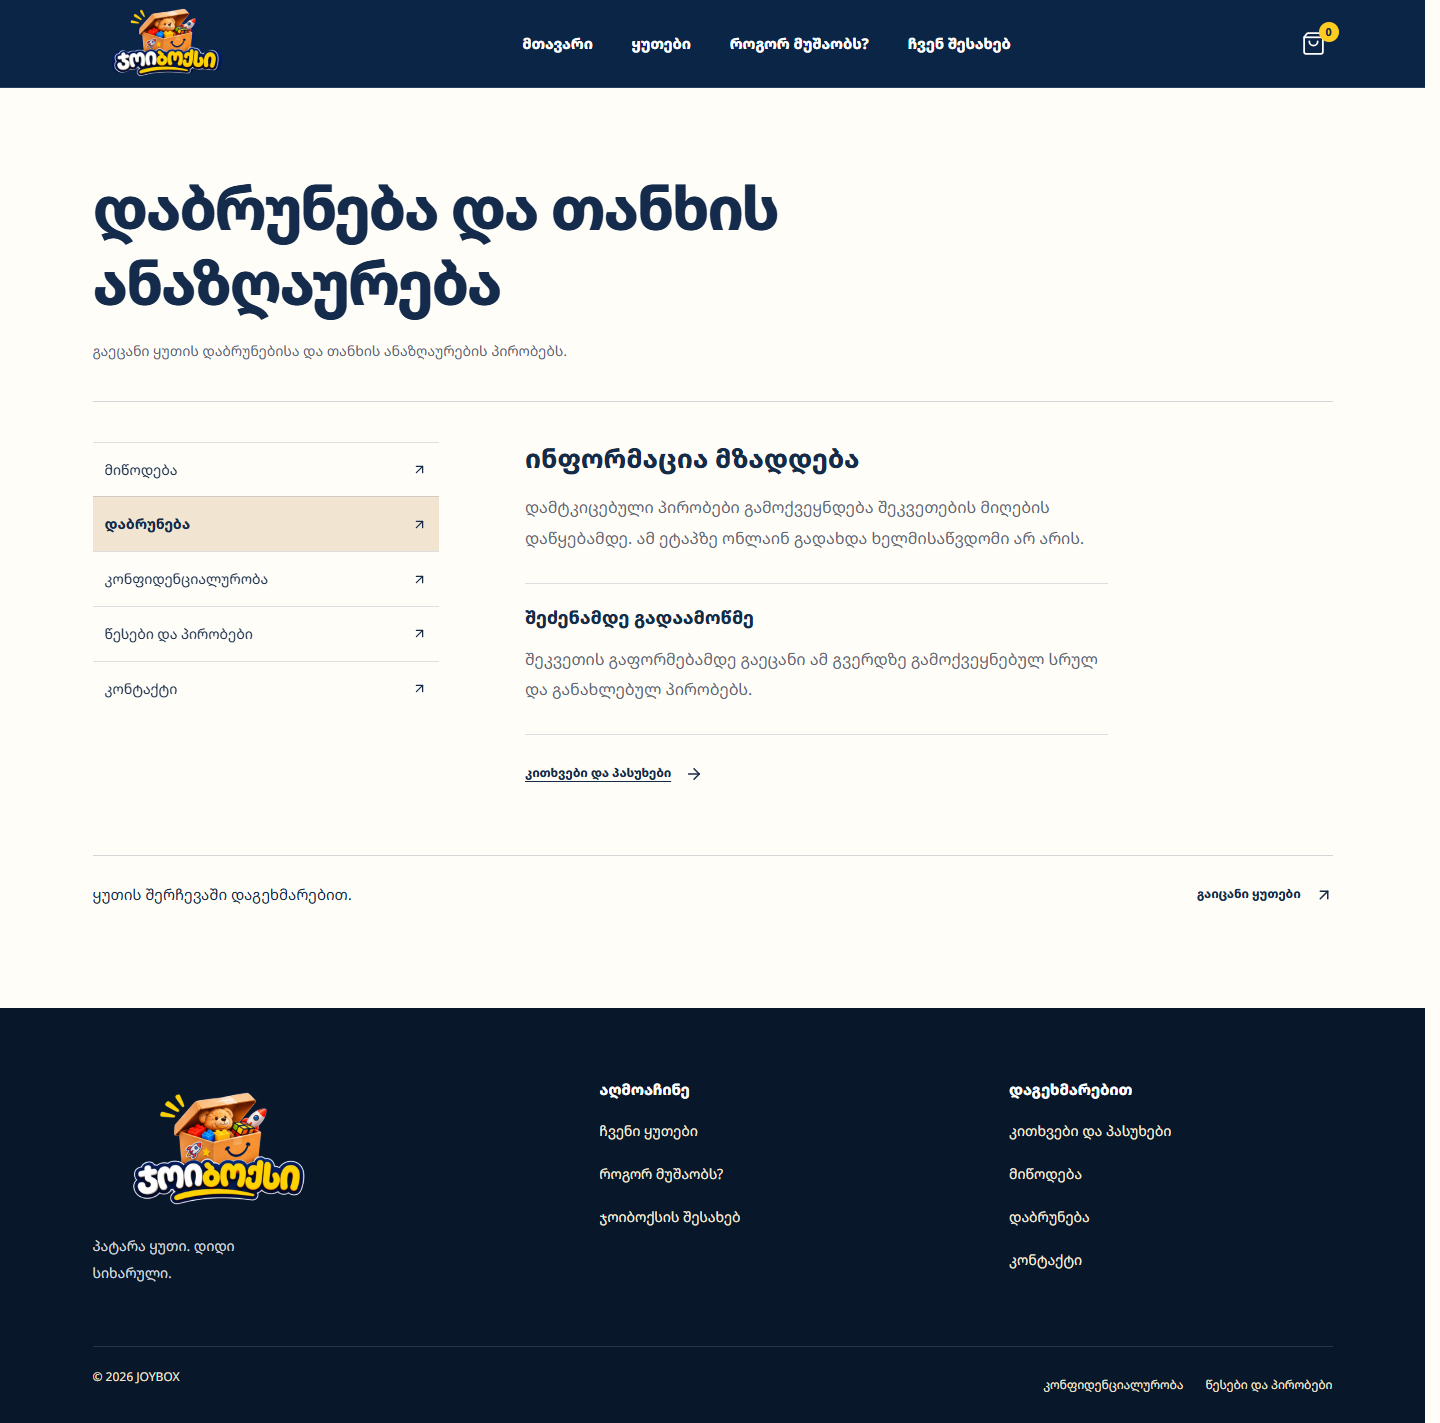 ჯოიბოქსი
მთავარი
ყუთები
როგორ მუშაობს?
ჩვენ შესახებ
0
დაბრუნება და თანხის
ანაზღაურება
გაეცანი ყუთის დაბრუნებისა და თანხის ანაზღაურების პირობებს.
მიწოდება
დაბრუნება
კონფიდენციალურობა
წესები და პირობები
კონტაქტი
ინფორმაცია მზადდება
დამტკიცებული პირობები გამოქვეყნდება შეკვეთების მიღების
დაწყებამდე. ამ ეტაპზე ონლაინ გადახდა ხელმისაწვდომი არ არის.
შეძენამდე გადაამოწმე
შეკვეთის გაფორმებამდე გაეცანი ამ გვერდზე გამოქვეყნებულ სრულ
და განახლებულ პირობებს.
კითხვები და პასუხები
ყუთის შერჩევაში დაგეხმარებით.
გაიცანი ყუთები
ჯოიბოქსი
პატარა ყუთი. დიდი
სიხარული.
აღმოაჩინე
ჩვენი ყუთები
როგორ მუშაობს?
ჯოიბოქსის შესახებ
დაგეხმარებით
კითხვები და პასუხები
მიწოდება
დაბრუნება
კონტაქტი
© 2026 JOYBOX
კონფიდენციალურობა
წესები და პირობები